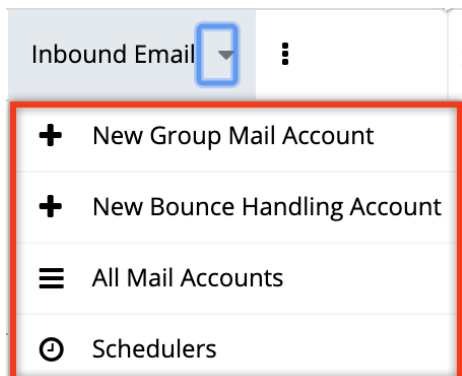 Inbound Email
New Group Mail Account
New Bounce Handling Account
All Mail Accounts
Schedulers